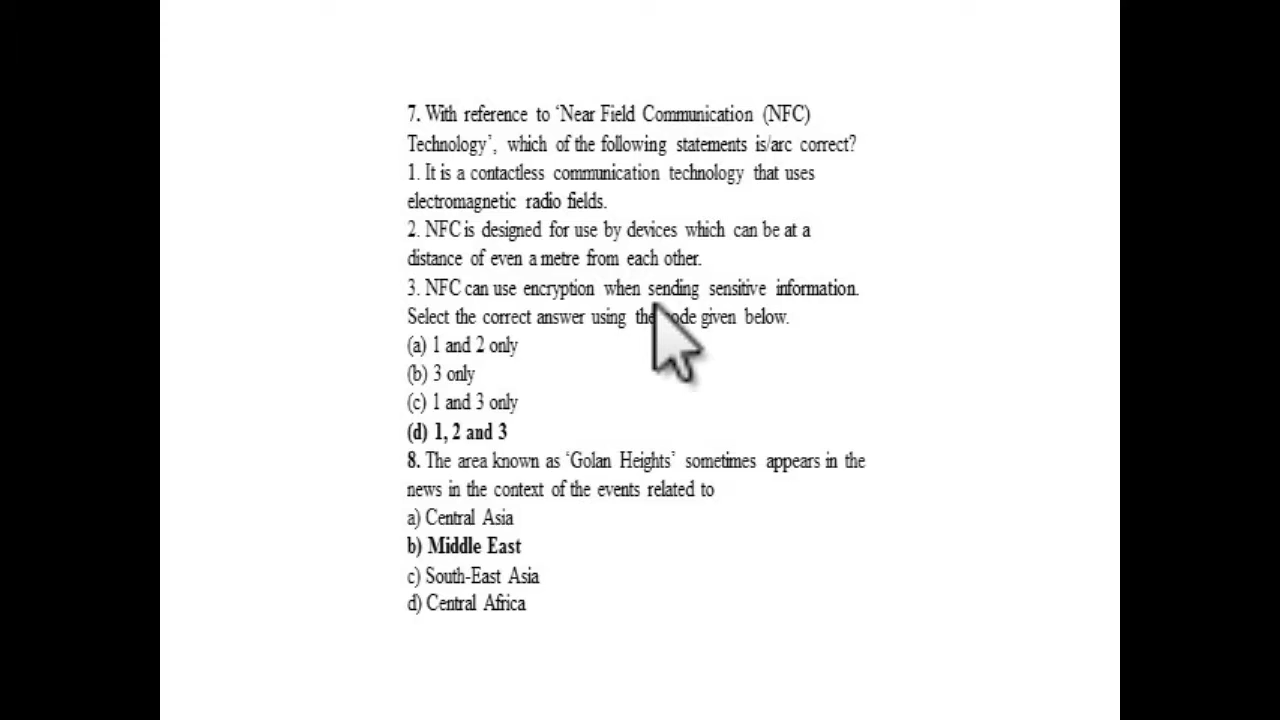 7. With reference to ‘Near Field Communication (NFC)
Technology’, which of the following statements is/arc correct?
1. It is a contactless communication technology that uses
electromagnetic radio fields.
2. NFC is designed for use by devices which can be at a
distance of even a metre from each other.
3. NFC can use encryption when sending sensitive information.
Select the correct answer using the ode given below.
(a) 1 and 2 only
(b) 3 only
(c) 1 and 3 only
(d) 1, 2 and 3
8. The area known as ‘Golan Heights’ sometimes appears in the
news in the context of the events related to
a) Central Asia
b) Middle East
c) South-East Asia
d) Central Africa